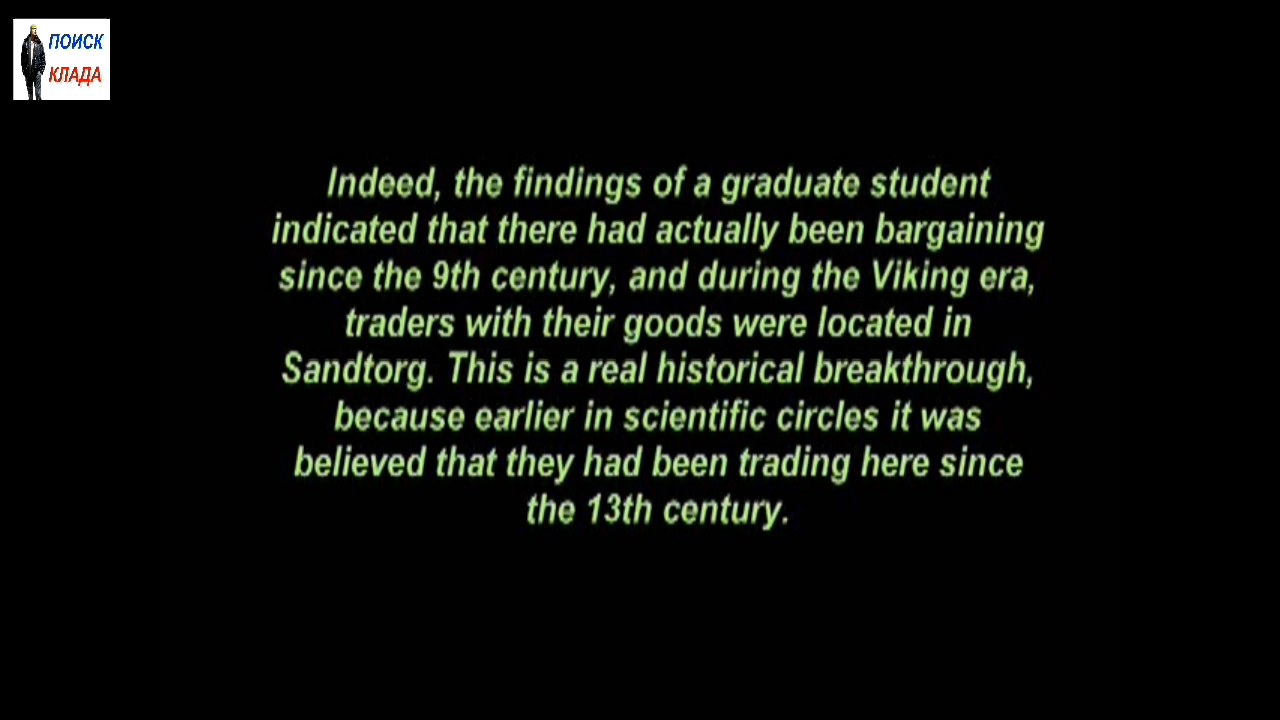 ПОИСК
КЛАДА
Indeed, the findings of a graduate student
indicated that there had actually been bargaining
since the 9th century, and during the Viking era,
traders with their goods were located in
Sandtorg. This is a real historical breakthrough,
because earlier in scientific circles it was
believed that they had been trading here since
the 13th century.